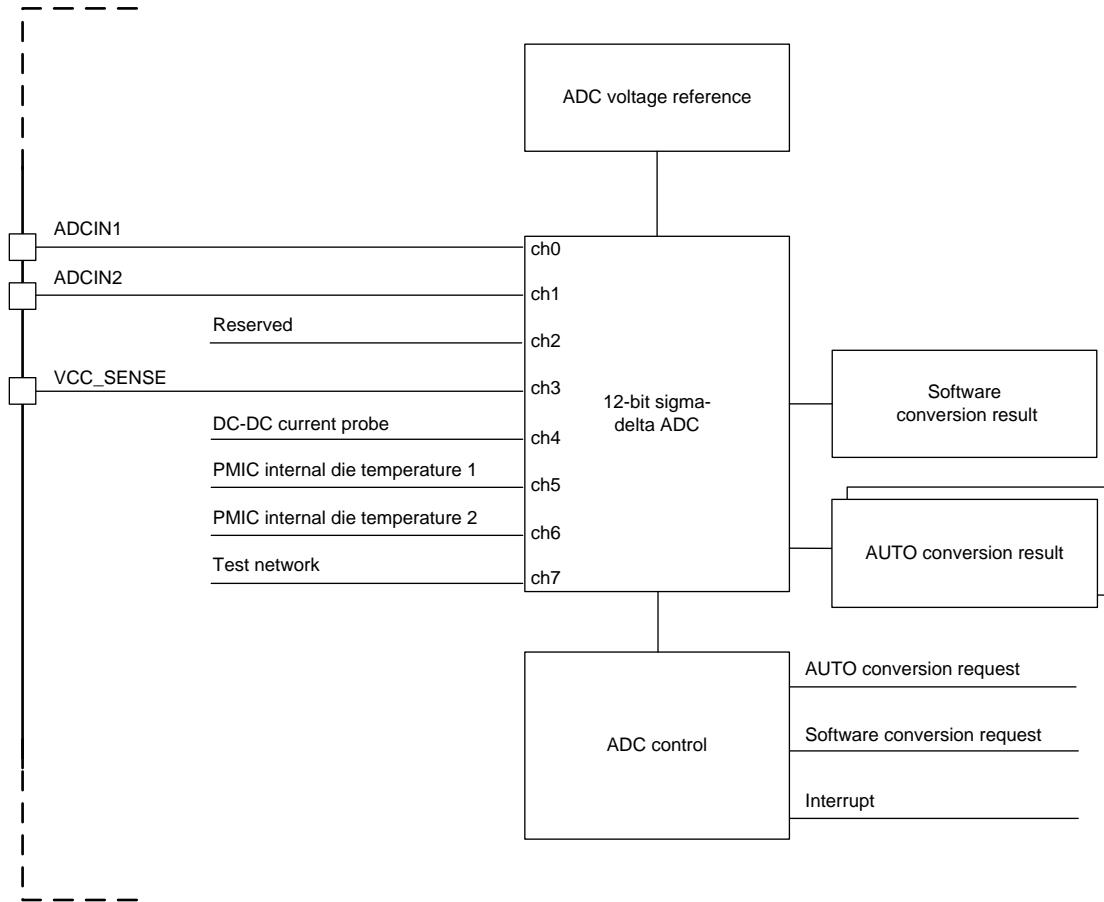 ADC voltage reference
ADCIN1
ch0
ADCIN2
ch1
Reserved
ch2
VCC_SENSE
ch3
DC-DC current probe
ch4
PMIC internal die temperature 1
ch5
PMIC internal die temperature 2
ch6
Test network
ch7
12-bit sigma-
delta ADC
Software
conversion result
AUTO conversion result
ADC control
AUTO conversion request
Software conversion request
Interrupt